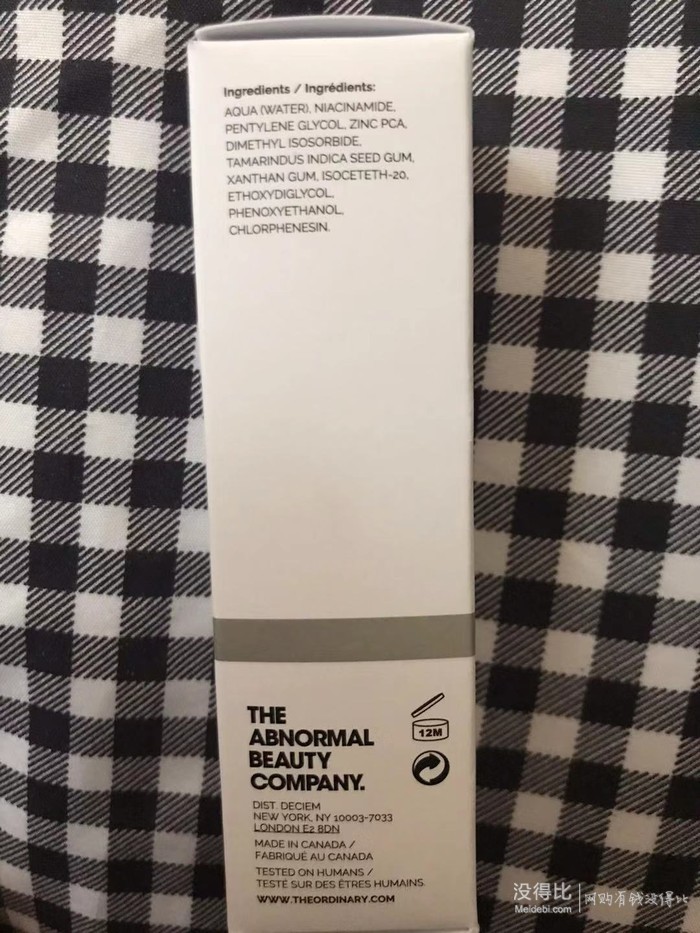 Ingredients / Ingrédients:
AQUA (WATER), NIACINAMIDE,
PENTYLENE GLYCOL, ZINC PCA,
DIMETHYL ISOSORBIDE,
TAMARINDUS INDICA SEED GUM,
XANTHAN GUM, ISOCETETH-20,
ETHOXYDIGLYCOL,
PHENOXYETHANOL,
CHLORPHENESIN.
THE
ABNORMAL
BEAUTY
COMPANY.
12M
DIST. DECIEM
NEW YORK, NY 10003-7033
LONDON E2 8DN
MADE IN CANADA /
FABRIQUÉ AU CANADA
TESTED ON HUMANS /
TESTÉ SUR DES ÊTRES HUMAINS.
WWW.THEORDINARY.COM
没得比
Meidebi.com
网购有钱没得比